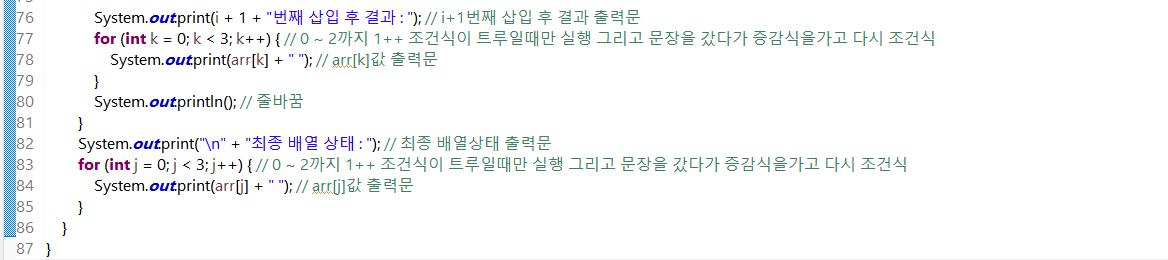 76 System.out.print(i + 1 + "번째 삽입 후 결과 : "); // i+1번째 삽입 후 결과 출력문
77 for (int k = 0; k < 3; k++) { // 0 ~ 2까지 1++ 조건식이 트루일때만 실행 그리고 문장을 갔다가 증감식을가고 다시 조건식
78 System.out.print(arr[k] + " "); // arr[k]값 출력문
79 }
80 System.out.println(); // 줄바꿈
81 }
82 System.out.print("\n" + "최종 배열 상태 : "); // 최종 배열상태 출력문
83 for (int j = 0; j < 3; j++) { // 0 ~ 2까지 1++ 조건식이 트루일때만 실행 그리고 문장을 갔다가 증감식을가고 다시 조건식
84 System.out.print(arr[j] + " "); // arr[j]값 출력문
85 }
86 }
87 }